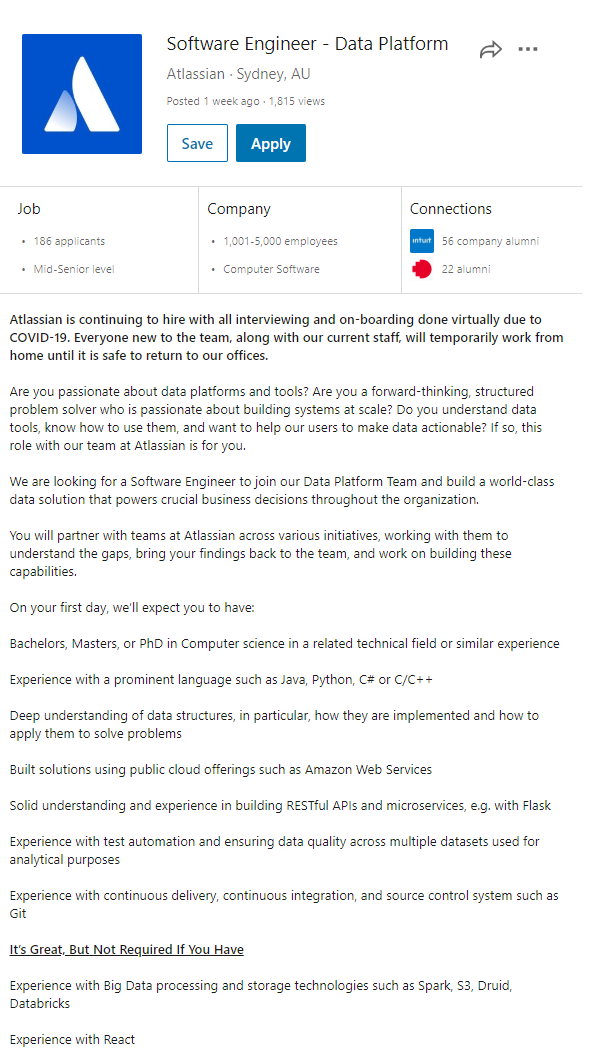 Software Engineer - Data Platform
Atlassian · Sydney, AU
Posted 1 week ago · 1,815 views
Save
Apply
Job
• 186 applicants
• Mid-Senior level
Company
• 1,001-5,000 employees
• Computer Software
Connections
intuit 56 company alumni
22 alumni
Atlassian is continuing to hire with all interviewing and on-boarding done virtually due to
COVID-19. Everyone new to the team, along with our current staff, will temporarily work from
home until it is safe to return to our offices.
Are you passionate about data platforms and tools? Are you a forward-thinking, structured
problem solver who is passionate about building systems at scale? Do you understand data
tools, know how to use them, and want to help our users to make data actionable? If so, this
role with our team at Atlassian is for you.
We are looking for a Software Engineer to join our Data Platform Team and build a world-class
data solution that powers crucial business decisions throughout the organization.
You will partner with teams at Atlassian across various initiatives, working with them to
understand the gaps, bring your findings back to the team, and work on building these
capabilities.
On your first day, we'll expect you to have:
Bachelors, Masters, or PhD in Computer science in a related technical field or similar experience
Experience with a prominent language such as Java, Python, C# or C/C++
Deep understanding of data structures, in particular, how they are implemented and how to
apply them to solve problems
Built solutions using public cloud offerings such as Amazon Web Services
Solid understanding and experience in building RESTful APIs and microservices, e.g. with Flask
Experience with test automation and ensuring data quality across multiple datasets used for
analytical purposes
Experience with continuous delivery, continuous integration, and source control system such as
Git
It's Great, But Not Required If You Have
Experience with Big Data processing and storage technologies such as Spark, S3, Druid,
Databricks
Experience with React